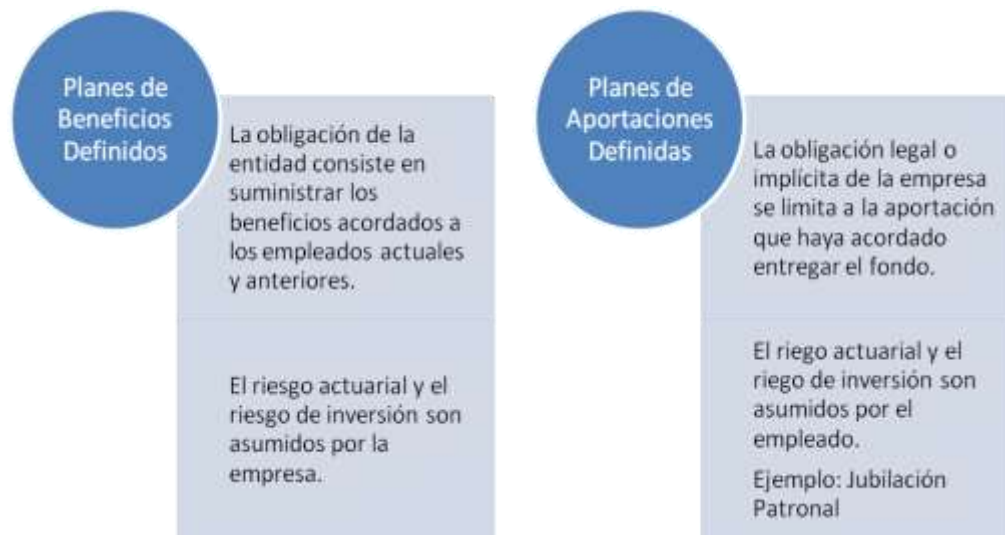 Planes de
Beneficios
Definidos
La obligación de la
entidad consiste en
suministrar los
beneficios acordados a
los empleados actuales
y anteriores.
El riesgo actuarial y el
riesgo de inversión son
asumidos por la
empresa.
Planes de
Aportaciones
Definidas
La obligación legal o
implícita de la empresa
se limita a la aportación
que haya acordado
entregar el fondo.
El riego actuarial y el
riego de inversión son
asumidos por el
empleado.
Ejemplo: Jubilación
Patronal